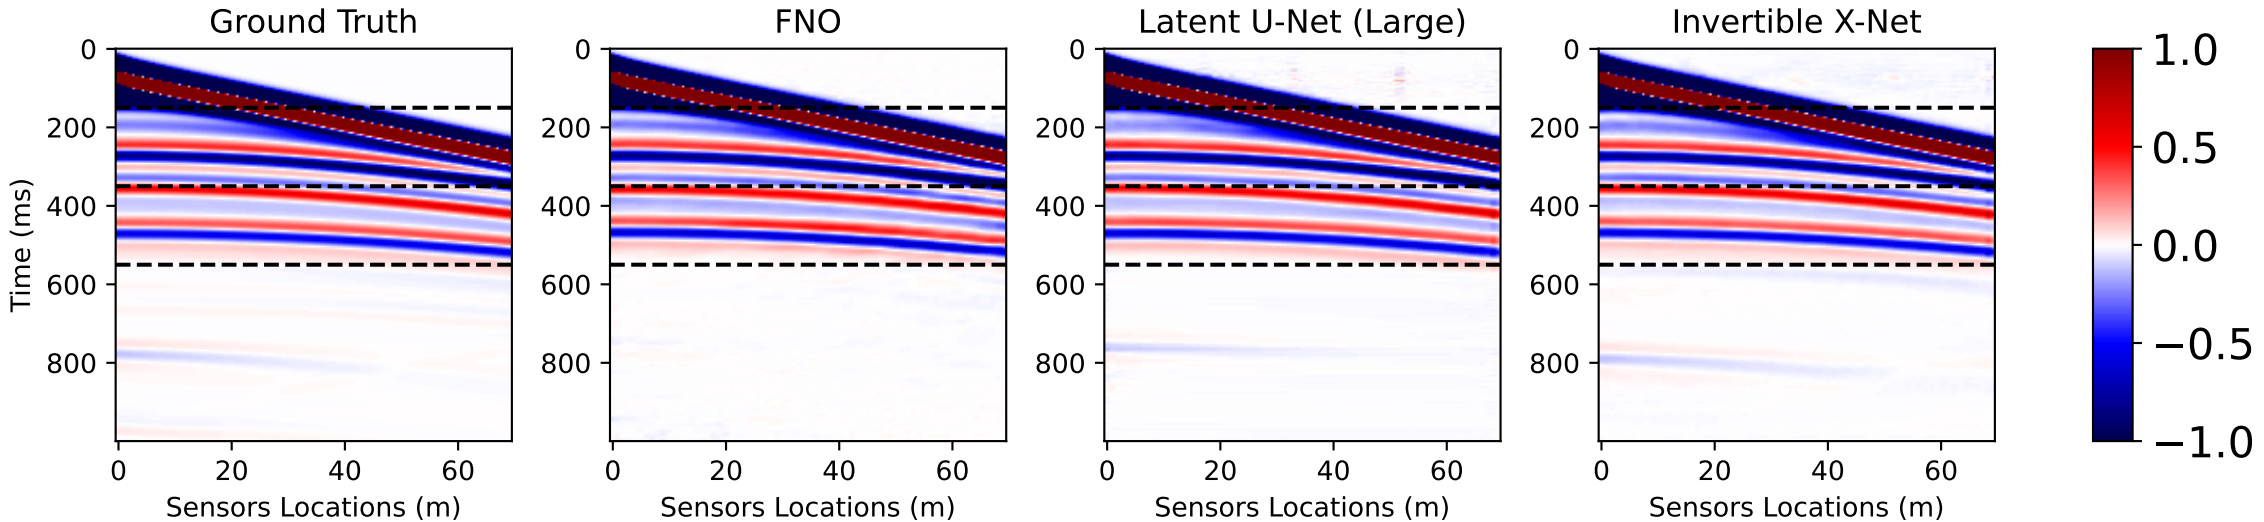 Ground Truth
FNO
Latent U-Net (Large)
Invertible X-Net
Time (ms)
0
200
400
600
800
0
200
400
600
800
0
200
400
600
800
0
200
400
600
800
1.0
0.5
0.0
−0.5
−1.0
0 20 40 60
0 20 40 60
0 20 40 60
0 20 40 60
Sensors Locations (m)
Sensors Locations (m)
Sensors Locations (m)
Sensors Locations (m)